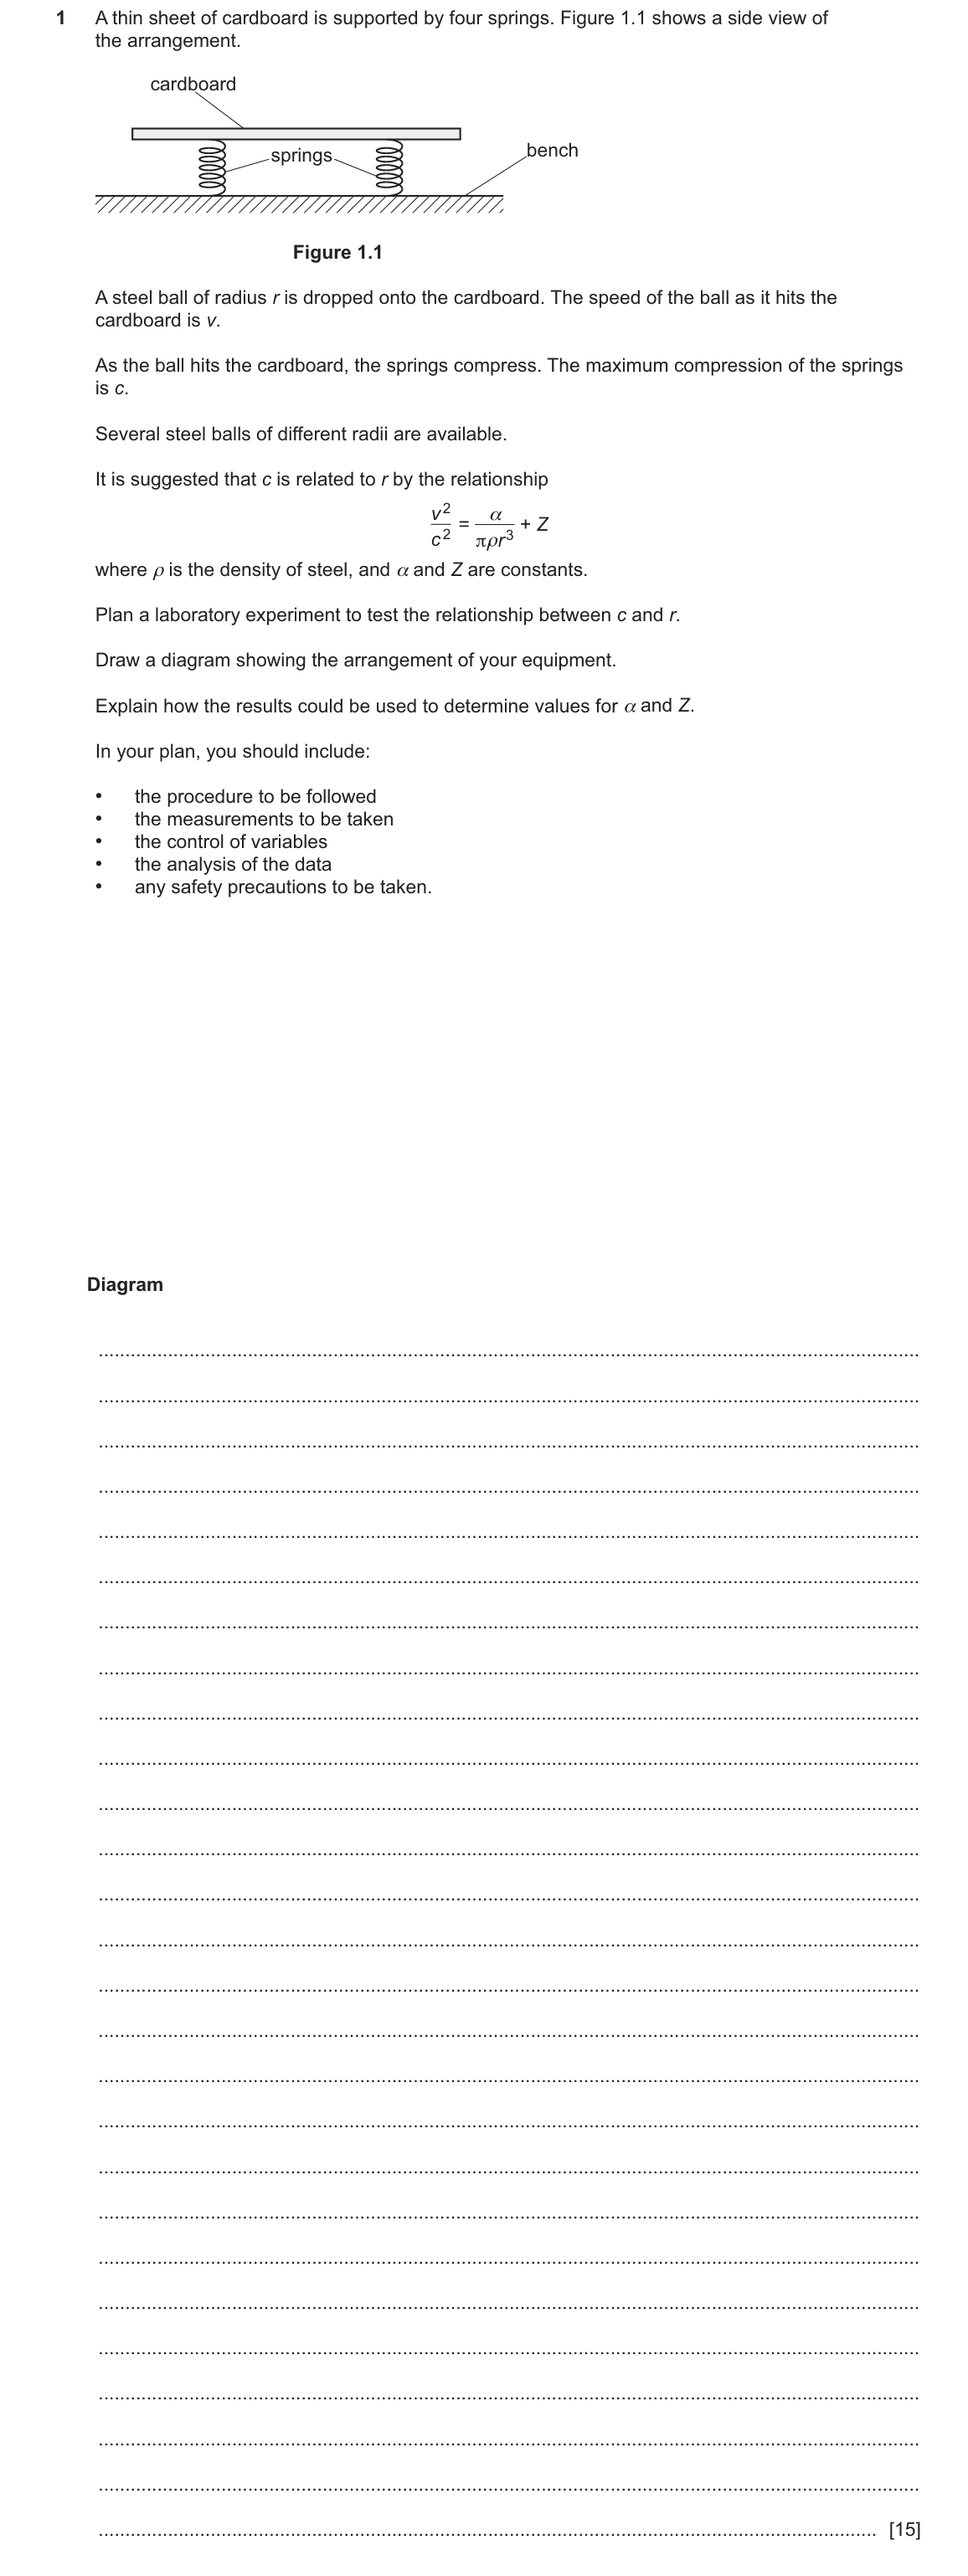 1 A thin sheet of cardboard is supported by four springs. Figure 1.1 shows a side view of
the arrangement.
cardboard
springs
bench
Figure 1.1
A steel ball of radius r is dropped onto the cardboard. The speed of the ball as it hits the
cardboard is v.
As the ball hits the cardboard, the springs compress. The maximum compression of the springs
is c.
Several steel balls of different radii are available.
It is suggested that c is related to r by the relationship
v²/c² = α/πρr³ + Z
where ρ is the density of steel, and α and Z are constants.
Plan a laboratory experiment to test the relationship between c and r.
Draw a diagram showing the arrangement of your equipment.
Explain how the results could be used to determine values for α and Z.
In your plan, you should include:
• the procedure to be followed
• the measurements to be taken
• the control of variables
• the analysis of the data
• any safety precautions to be taken.
Diagram
[15]